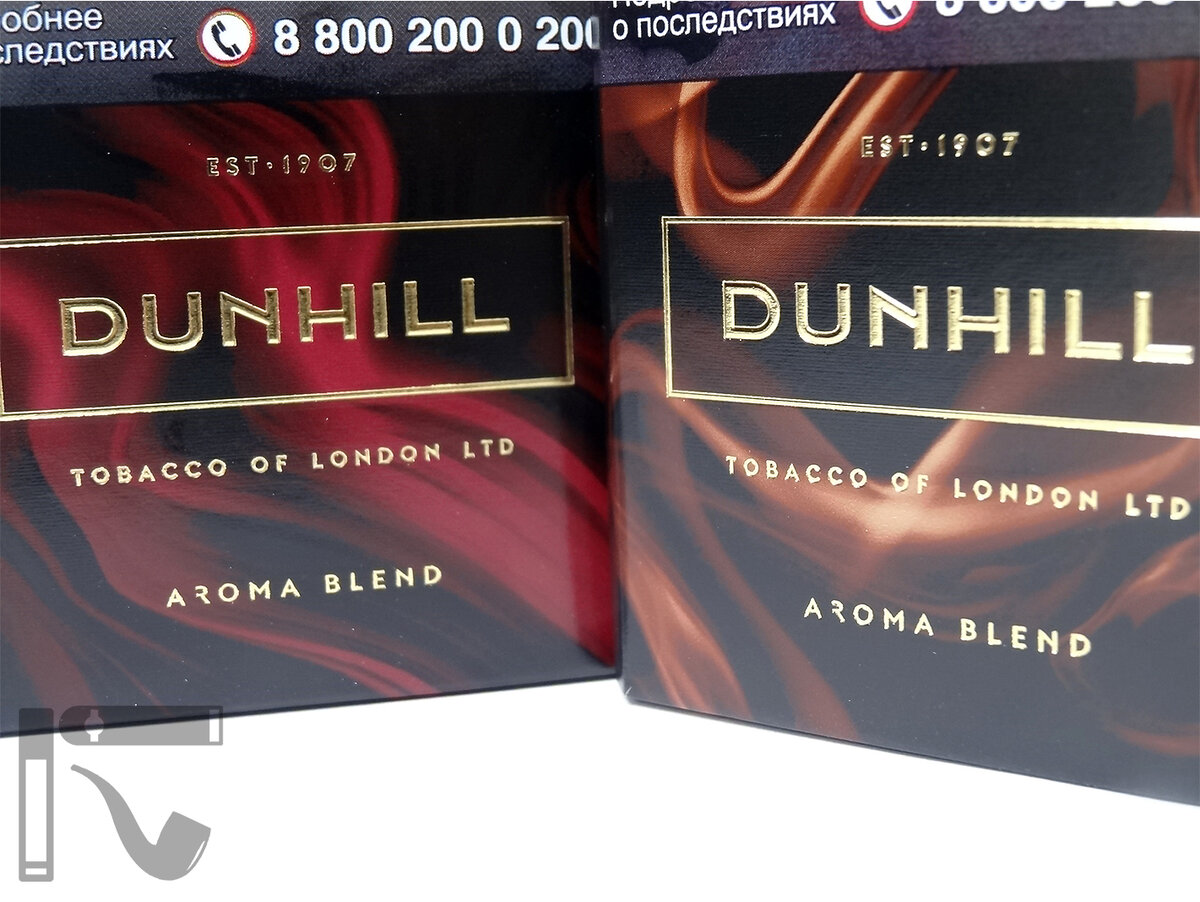 обнее
следствиях
8 800 200 0 200
EST·1907
DUNHILL
TOBACCO OF LONDON LTD
AROMA BLEND
о последствиях
EST·1907
DUNHILL
TOBACCO OF LONDON LTD
AROMA BLEND